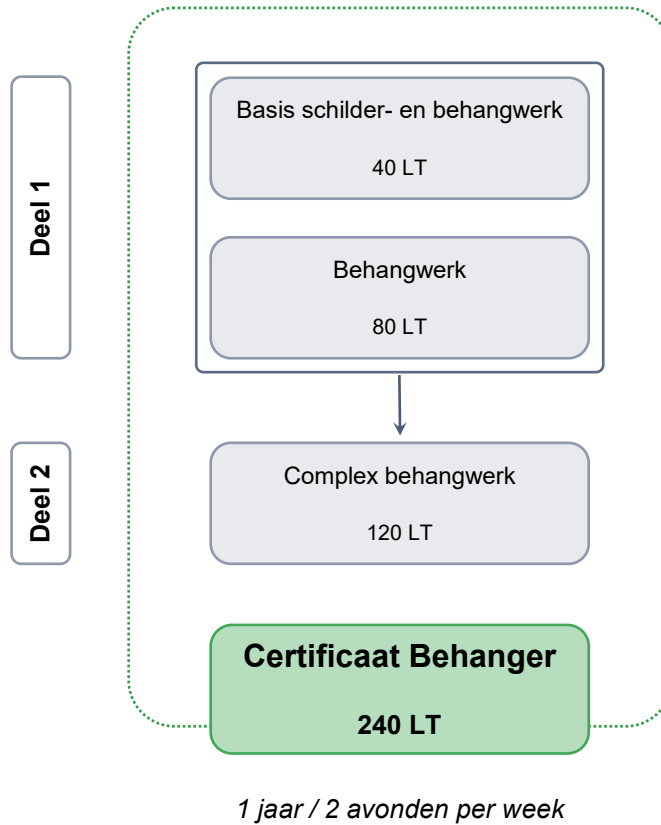 Deel 1
Basis schilder- en behangwerk
40 LT
Behangwerk
80 LT
Deel 2
Complex behangwerk
120 LT
Certificaat Behanger
240 LT
1 jaar / 2 avonden per week